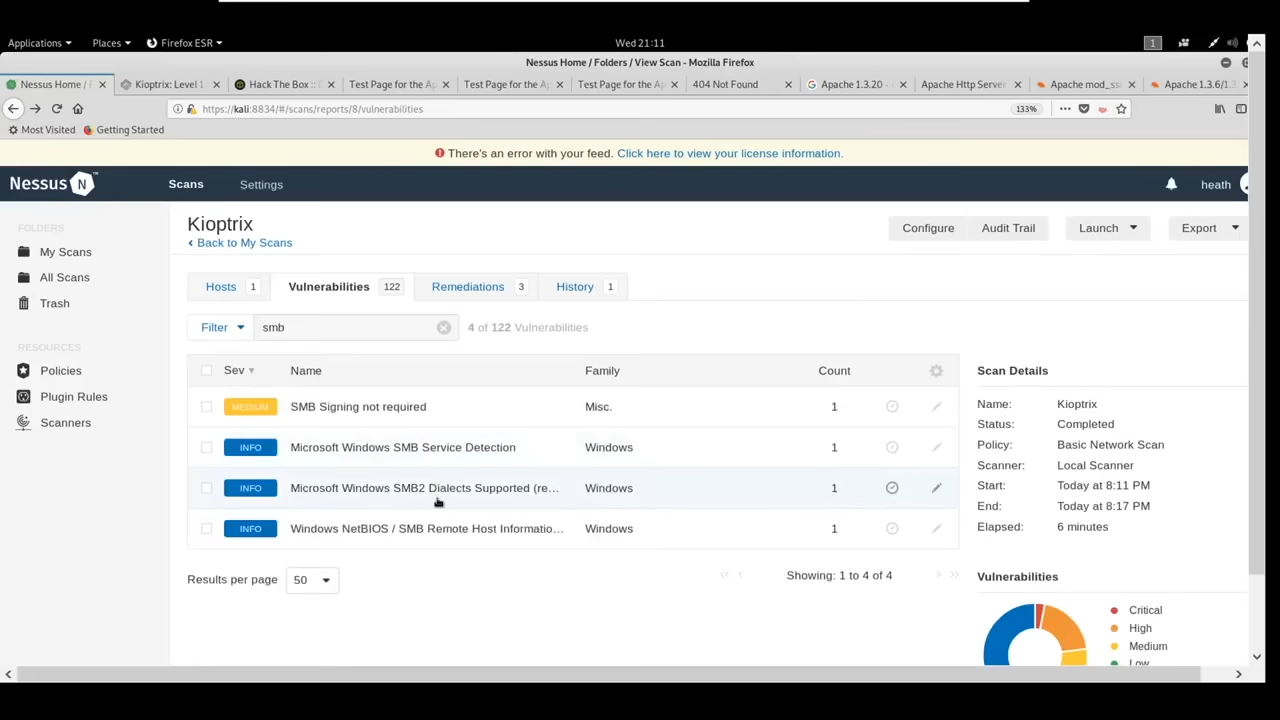 Applications Places Firefox ESR Wed 21:11 1
Nessus Home / Folders / View Scan - Mozilla Firefox
Nessus Home / F Kioptrix: Level 1 Hack The Box :: Test Page for the Ap Test Page for the Ap Test Page for the Ap 404 Not Found Apache 1.3.20 - Apache Http Server Apache mod_ss Apache 1.3.6/1.3
https://kali:8834/#/scans/reports/8/vulnerabilities 133%
Most Visited Getting Started
There's an error with your feed. Click here to view your license information.
Nessus N Scans Settings heath
FOLDERS
My Scans
All Scans
Trash
RESOURCES
Policies
Plugin Rules
Scanners
Kioptrix
Back to My Scans
Configure Audit Trail Launch Export
Hosts 1 Vulnerabilities 122 Remediations 3 History 1
Filter smb 4 of 122 Vulnerabilities
Sev Name Family Count
MEDIUM SMB Signing not required Misc. 1
INFO Microsoft Windows SMB Service Detection Windows 1
INFO Microsoft Windows SMB2 Dialects Supported (re... Windows 1
INFO Windows NetBIOS / SMB Remote Host Informatio... Windows 1
Results per page 50 Showing: 1 to 4 of 4
Scan Details
Name: Kioptrix
Status: Completed
Policy: Basic Network Scan
Scanner: Local Scanner
Start: Today at 8:11 PM
End: Today at 8:17 PM
Elapsed: 6 minutes
Vulnerabilities
Critical
High
Medium
Low